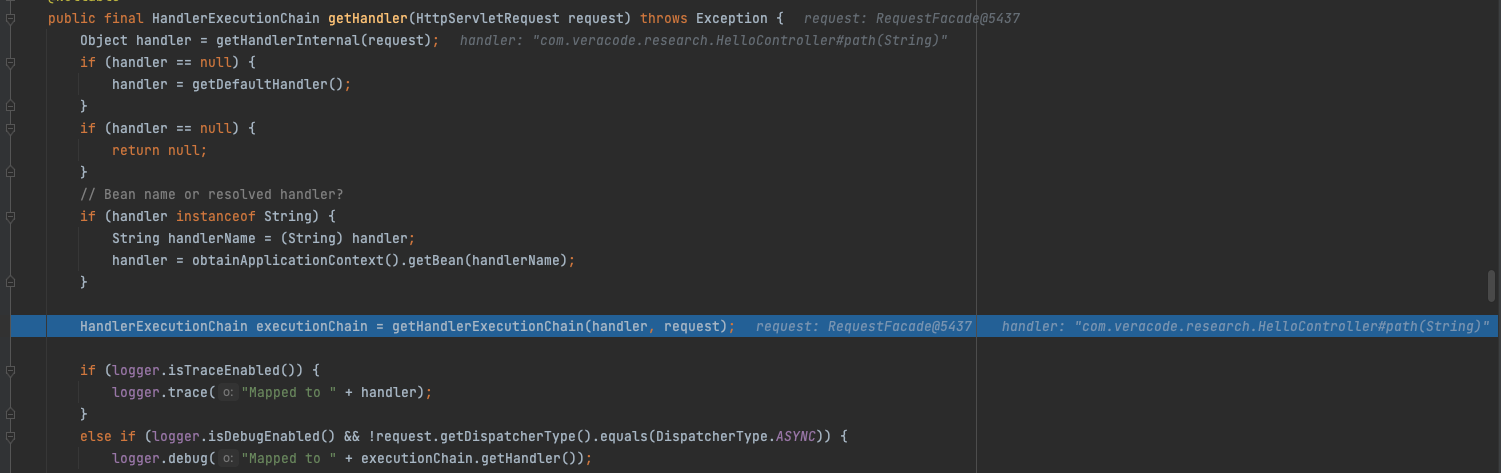 public final HandlerExecutionChain getHandler(HttpServletRequest request) throws Exception {   request: RequestFacade@5437
    Object handler = getHandlerInternal(request);   handler: "com.veracode.research.HelloController#path(String)"
    if (handler == null) {
        handler = getDefaultHandler();
    }
    if (handler == null) {
        return null;
    }
    // Bean name or resolved handler?
    if (handler instanceof String) {
        String handlerName = (String) handler;
        handler = obtainApplicationContext().getBean(handlerName);
    }
    HandlerExecutionChain executionChain = getHandlerExecutionChain(handler, request);   request: RequestFacade@5437   handler: "com.veracode.research.HelloController#path(String)"
    if (logger.isTraceEnabled()) {
        logger.trace( o: "Mapped to " + handler);
    }
    else if (logger.isDebugEnabled() && !request.getDispatcherType().equals(DispatcherType.ASYNC)) {
        logger.debug( o: "Mapped to " + executionChain.getHandler());